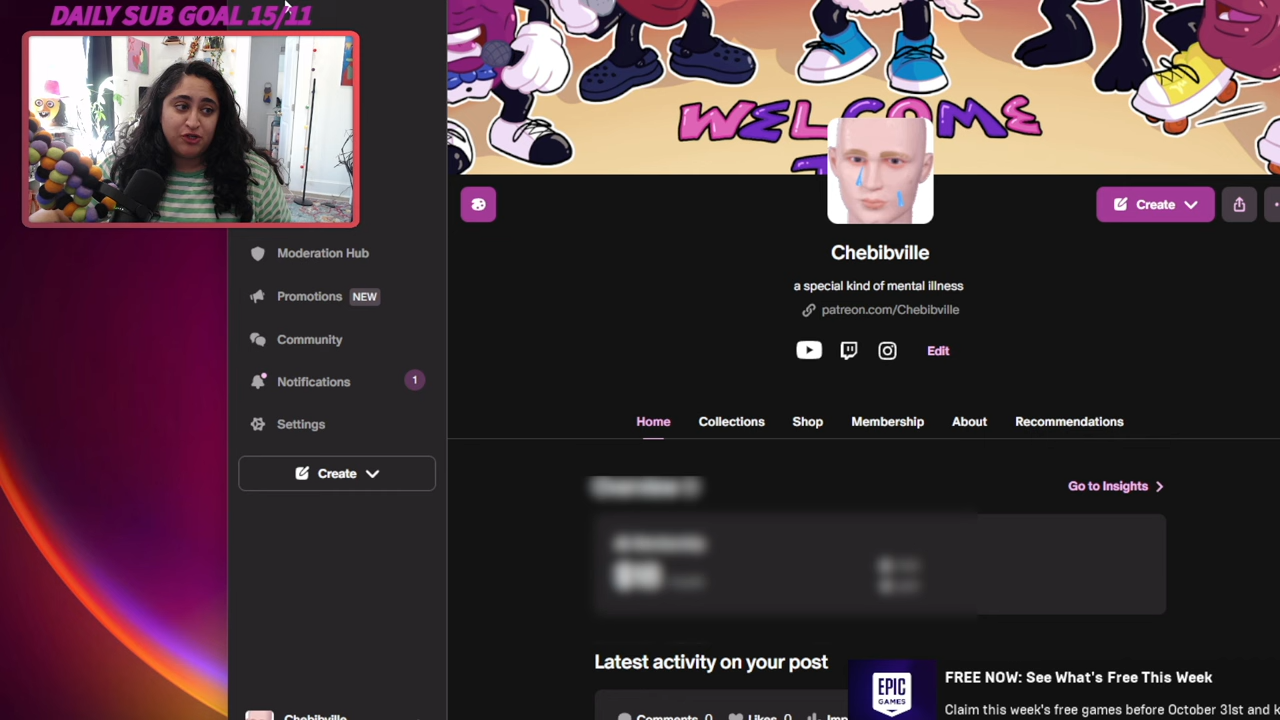 DAILY SUB GOAL 15/11
WELCOME
Create
Chebibville
a special kind of mental illness
patreon.com/Chebibville
Edit
Moderation Hub
Promotions NEW
Community
Notifications 1
Settings
Create
Home Collections Shop Membership About Recommendations
Go to Insights
Latest activity on your post
Comments 0 Likes 0
Chebibville
EPIC GAMES
FREE NOW: See What's Free This Week
Claim this week's free games before October 31st and